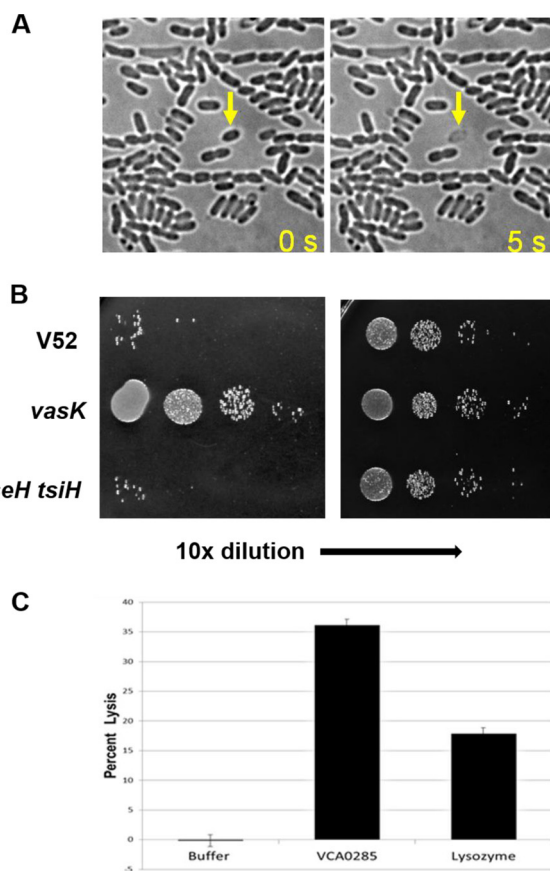 A
0 s
5 s
B
V52
vasK
eH tsiH
10x dilution
C
Percent Lysis
40
35
30
25
20
15
10
5
0
-5
Buffer
VCA0285
Lysozyme